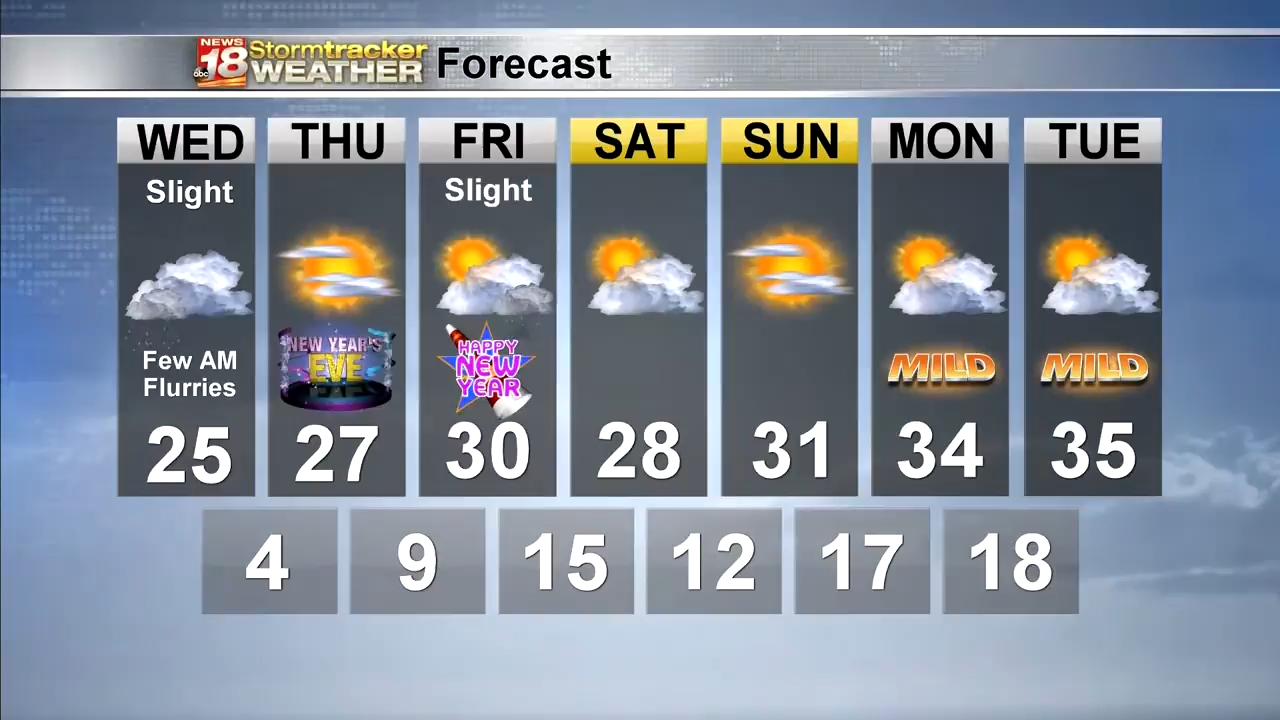 NEWS
abc 18 Stormtracker
WEATHER Forecast
WED THU FRI SAT SUN MON TUE
Slight Slight
NEW YEAR'S
EVE
HAPPY
NEW
YEAR
Few AM
Flurries
MILD MILD
25 27 30 28 31 34 35
4 9 15 12 17 18